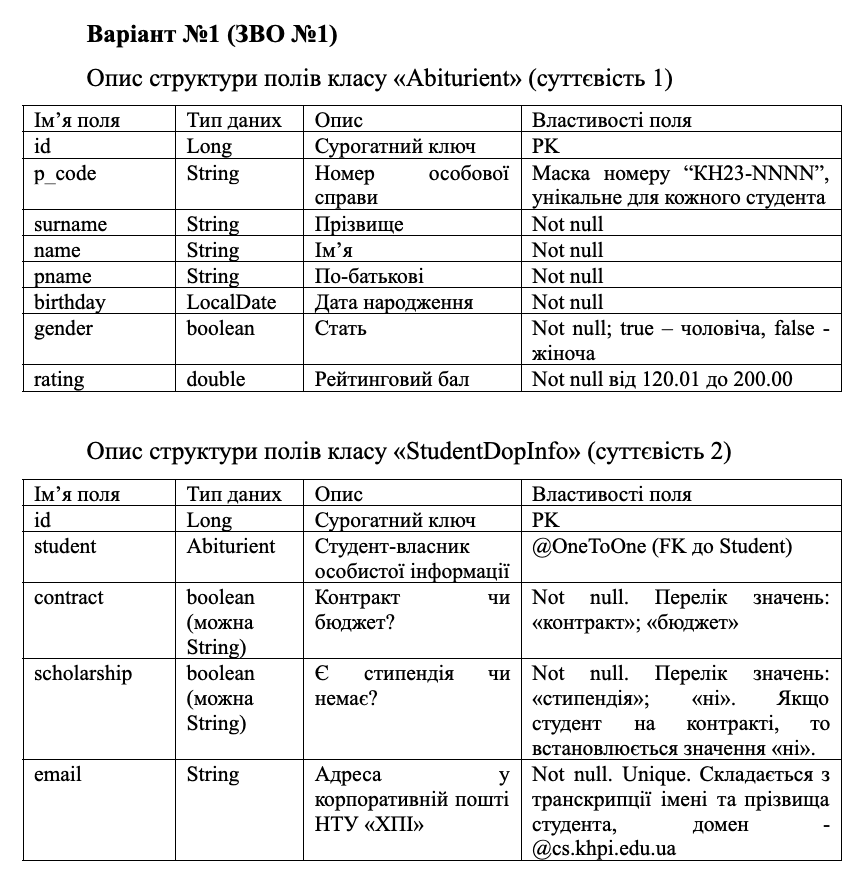 Варіант №1 (ЗВО №1)
Опис структури полів класу «Abiturient» (суттєвість 1)
Ім’я поля Тип даних Опис Властивості поля
id Long Сурогатний ключ PK
p_code String Номер особової Маска номеру “КН23-NNNN”,
справи унікальне для кожного студента
surname String Прізвище Not null
name String Ім’я Not null
pname String По-батькові Not null
birthday LocalDate Дата народження Not null
gender boolean Стать Not null; true – чоловіча, false -
жіноча
rating double Рейтинговий бал Not null від 120.01 до 200.00
Опис структури полів класу «StudentDopInfo» (суттєвість 2)
Ім’я поля Тип даних Опис Властивості поля
id Long Сурогатний ключ PK
student Abiturient Студент-власник @OneToOne (FK до Student)
особистої інформації
contract boolean Контракт чи Not null. Перелік значень:
(можна бюджет? «контракт»; «бюджет»
String)
scholarship boolean Є стипендія чи Not null. Перелік значень:
(можна немає? «стипендія»; «ні». Якщо
String) студент на контракті, то
встановлюється значення «ні».
email String Адреса у Not null. Unique. Складається з
корпоративній пошті транскрипції імені та прізвища
НТУ «ХПІ» студента, домен -
@cs.khpi.edu.ua